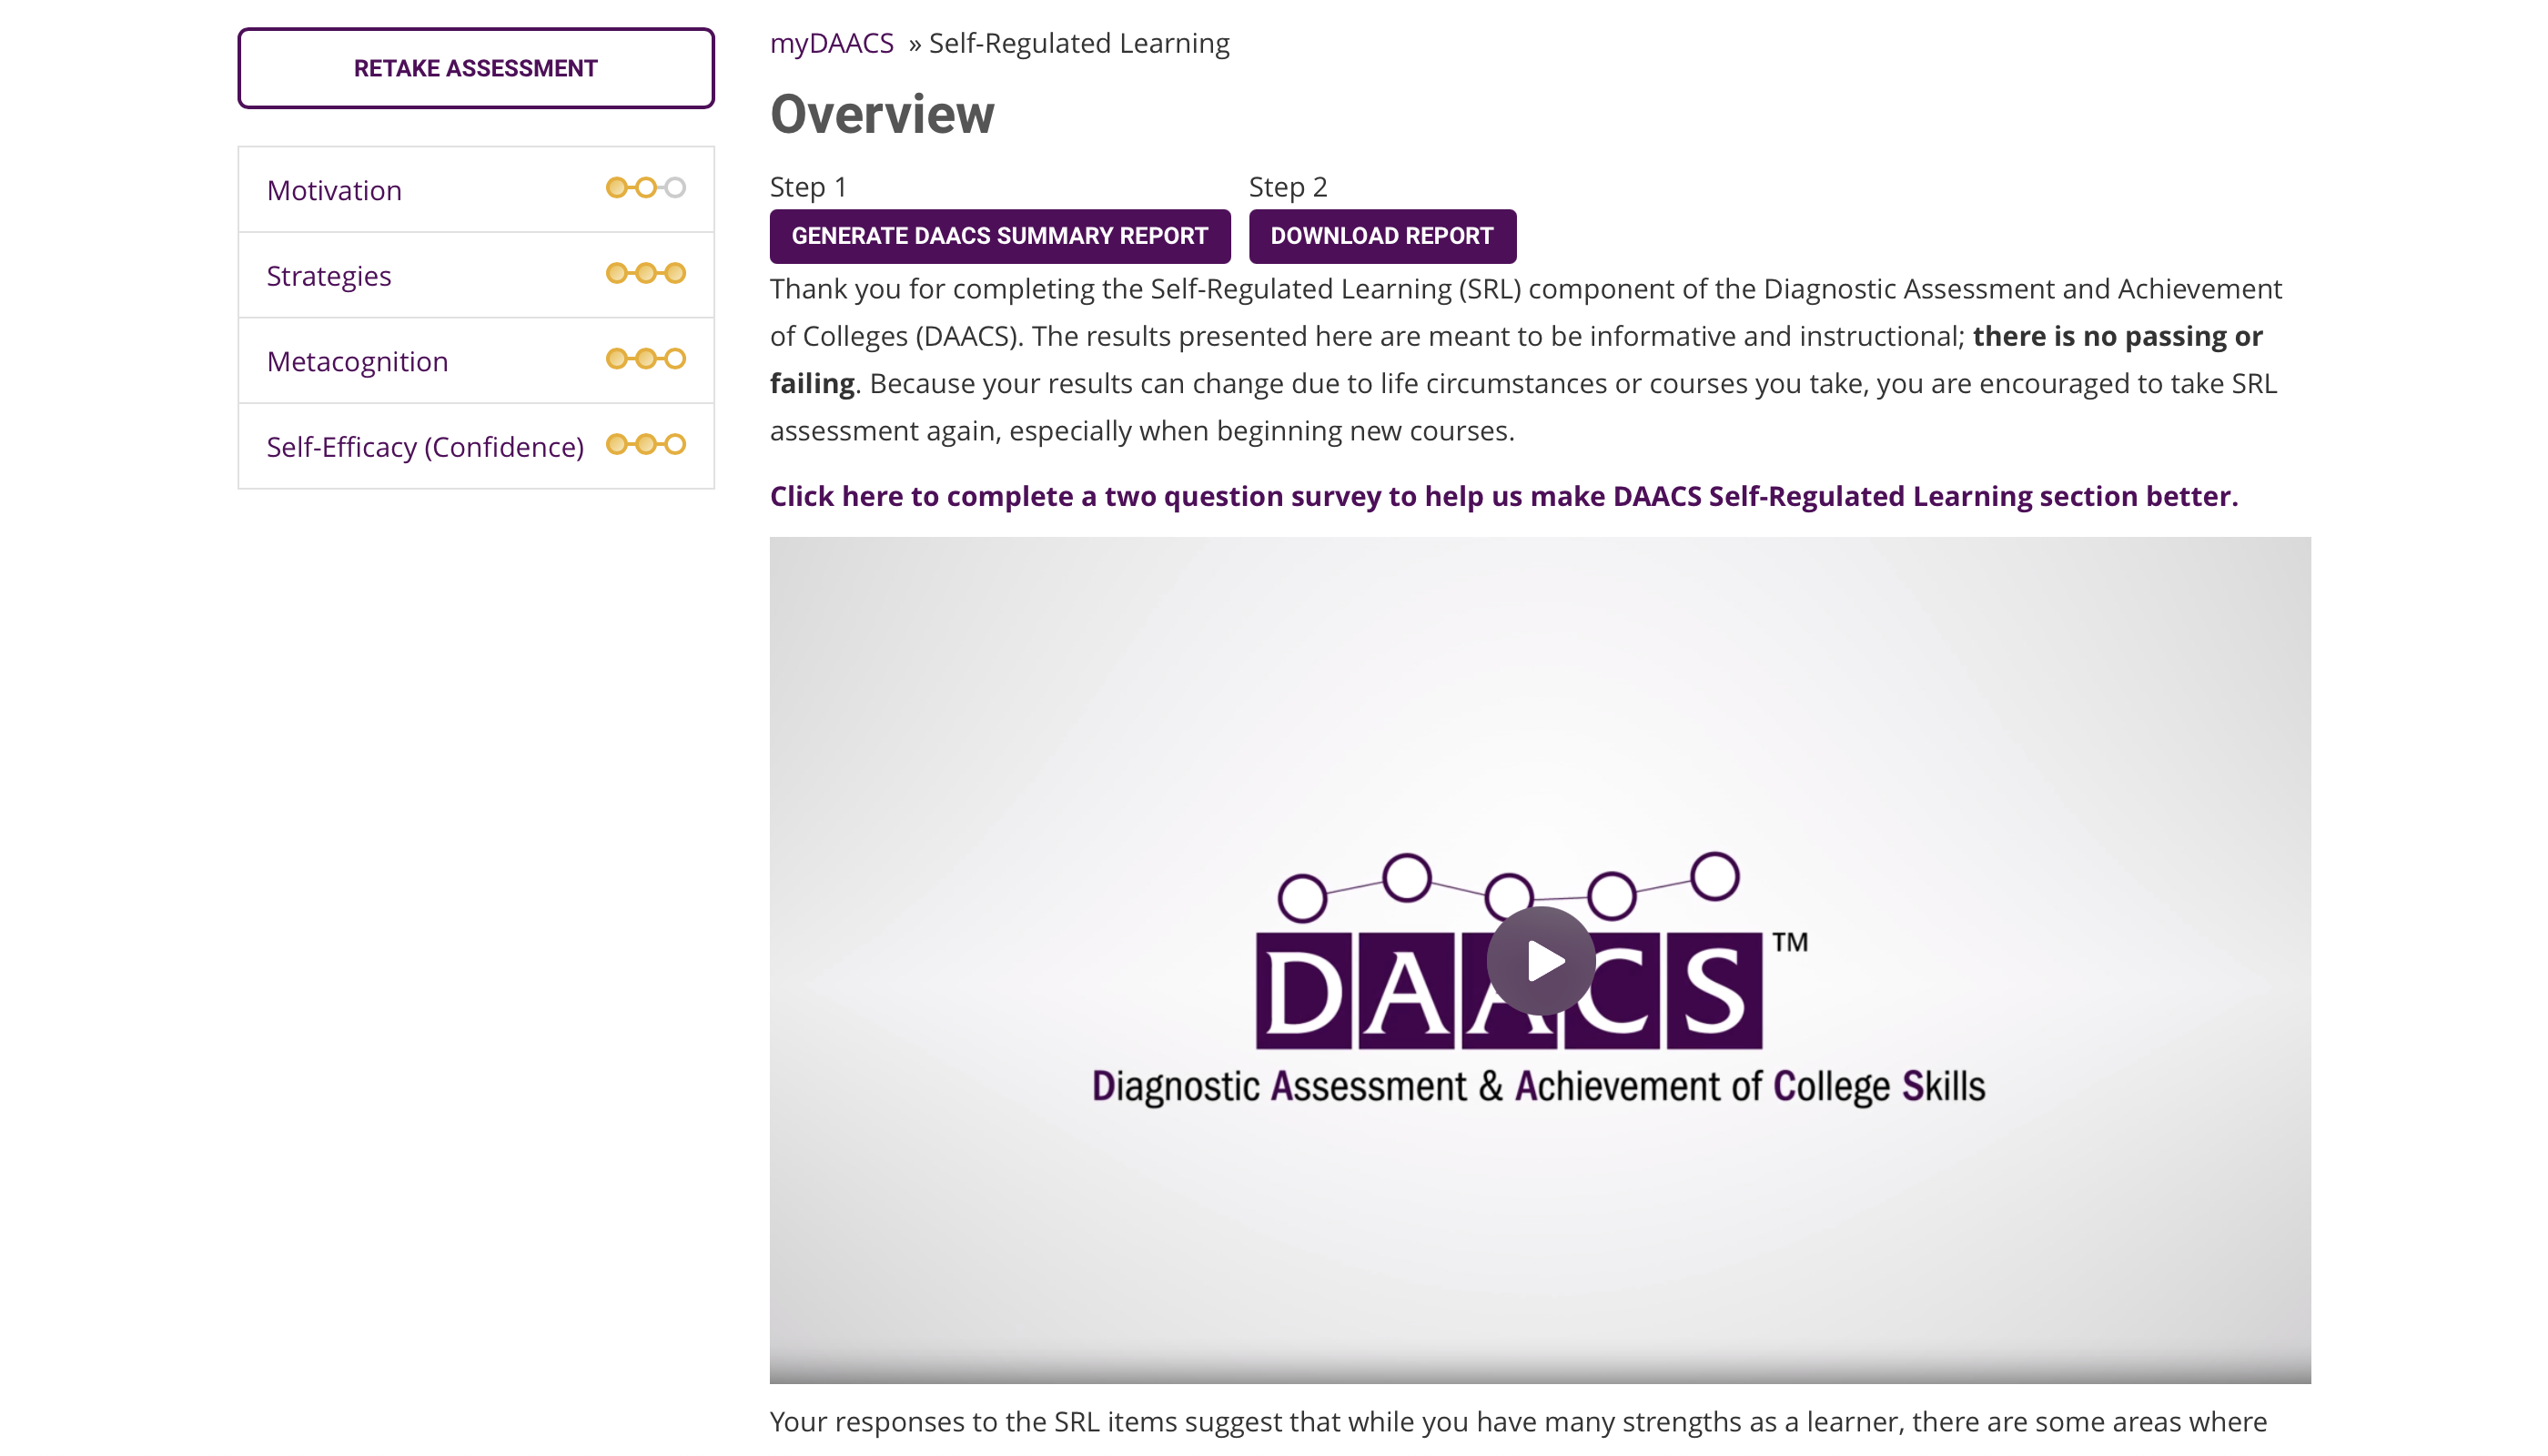 RETAKE ASSESSMENT
Motivation
Strategies
Metacognition
Self-Efficacy (Confidence)
myDAACS » Self-Regulated Learning
Overview
Step 1
Step 2
GENERATE DAACS SUMMARY REPORT
DOWNLOAD REPORT
Thank you for completing the Self-Regulated Learning (SRL) component of the Diagnostic Assessment and Achievement
of Colleges (DAACS). The results presented here are meant to be informative and instructional; there is no passing or
failing. Because your results can change due to life circumstances or courses you take, you are encouraged to take SRL
assessment again, especially when beginning new courses.
Click here to complete a two question survey to help us make DAACS Self-Regulated Learning section better.
DAACS TM
Diagnostic Assessment & Achievement of College Skills
Your responses to the SRL items suggest that while you have many strengths as a learner, there are some areas where